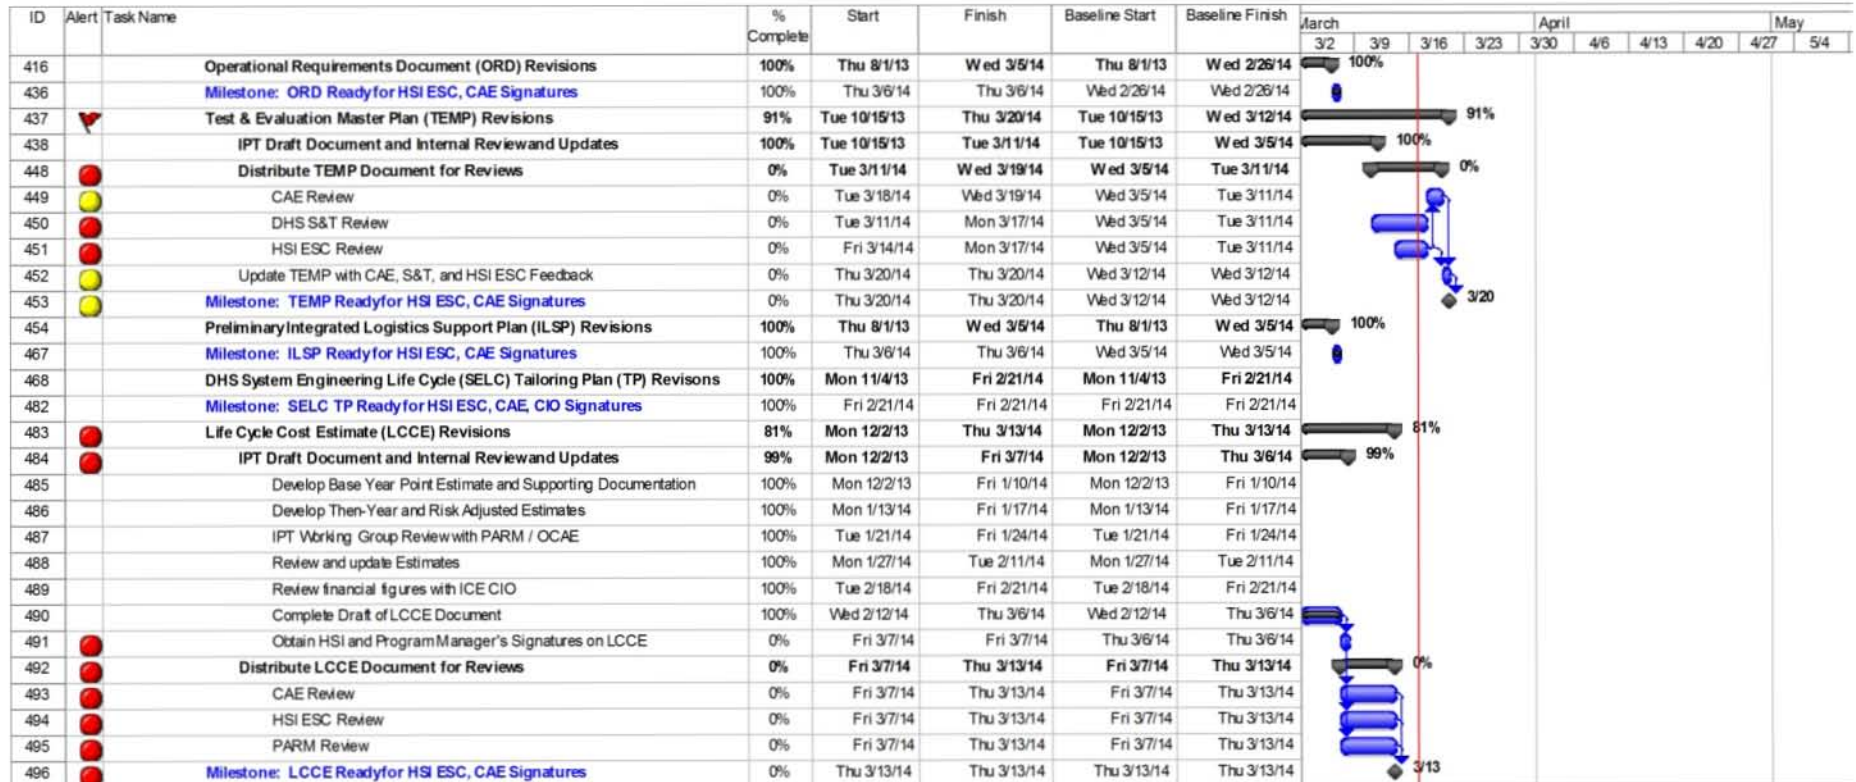 ID Alert Task Name % Complete Start Finish Baseline Start Baseline Finish March April May
3/2 3/9 3/16 3/23 3/30 4/6 4/13 4/20 4/27 5/4
416 Operational Requirements Document (ORD) Revisions 100% Thu 8/1/13 Wed 3/5/14 Thu 8/1/13 Wed 2/26/14 100%
436 Milestone: ORD Ready for HSI ESC, CAE Signatures 100% Thu 3/6/14 Thu 3/6/14 Wed 2/26/14 Wed 2/26/14
437 Test & Evaluation Master Plan (TEMP) Revisions 91% Tue 10/15/13 Thu 3/20/14 Tue 10/15/13 Wed 3/12/14 91%
438 IPT Draft Document and Internal Review and Updates 100% Tue 10/15/13 Tue 3/11/14 Tue 10/15/13 Wed 3/5/14 100%
448 Distribute TEMP Document for Reviews 0% Tue 3/11/14 Wed 3/19/14 Wed 3/5/14 Tue 3/11/14 0%
449 CAE Review 0% Tue 3/18/14 Wed 3/19/14 Wed 3/5/14 Tue 3/11/14
450 DHS S&T Review 0% Tue 3/11/14 Mon 3/17/14 Wed 3/5/14 Tue 3/11/14
451 HSI ESC Review 0% Fri 3/14/14 Mon 3/17/14 Wed 3/5/14 Tue 3/11/14
452 Update TEMP with CAE, S&T, and HSI ESC Feedback 0% Thu 3/20/14 Thu 3/20/14 Wed 3/12/14 Wed 3/12/14
453 Milestone: TEMP Ready for HSI ESC, CAE Signatures 0% Thu 3/20/14 Thu 3/20/14 Wed 3/12/14 Wed 3/12/14 3/20
454 Preliminary Integrated Logistics Support Plan (ILSP) Revisions 100% Thu 8/1/13 Wed 3/5/14 Thu 8/1/13 Wed 3/5/14 100%
467 Milestone: ILSP Ready for HSI ESC, CAE Signatures 100% Thu 3/6/14 Thu 3/6/14 Wed 3/5/14 Wed 3/5/14
468 DHS System Engineering Life Cycle (SELC) Tailoring Plan (TP) Revisons 100% Mon 11/4/13 Fri 2/21/14 Mon 11/4/13 Fri 2/21/14
482 Milestone: SELC TP Ready for HSI ESC, CAE, CIO Signatures 100% Fri 2/21/14 Fri 2/21/14 Fri 2/21/14 Fri 2/21/14
483 Life Cycle Cost Estimate (LCCE) Revisions 81% Mon 12/2/13 Thu 3/13/14 Mon 12/2/13 Thu 3/13/14 81%
484 IPT Draft Document and Internal Review and Updates 99% Mon 12/2/13 Fri 3/7/14 Mon 12/2/13 Thu 3/6/14 99%
485 Develop Base Year Point Estimate and Supporting Documentation 100% Mon 12/2/13 Fri 1/10/14 Mon 12/2/13 Fri 1/10/14
486 Develop Then-Year and Risk Adjusted Estimates 100% Mon 1/13/14 Fri 1/17/14 Mon 1/13/14 Fri 1/17/14
487 IPT Working Group Review with PARM / OCAE 100% Tue 1/21/14 Fri 1/24/14 Tue 1/21/14 Fri 1/24/14
488 Review and update Estimates 100% Mon 1/27/14 Tue 2/11/14 Mon 1/27/14 Tue 2/11/14
489 Review financial figures with ICE CIO 100% Tue 2/18/14 Fri 2/21/14 Tue 2/18/14 Fri 2/21/14
490 Complete Draft of LCCE Document 100% Wed 2/12/14 Thu 3/6/14 Wed 2/12/14 Thu 3/6/14
491 Obtain HSI and Program Manager's Signatures on LCCE 0% Fri 3/7/14 Fri 3/7/14 Thu 3/6/14 Thu 3/6/14
492 Distribute LCCE Document for Reviews 0% Fri 3/7/14 Thu 3/13/14 Fri 3/7/14 Thu 3/13/14 0%
493 CAE Review 0% Fri 3/7/14 Thu 3/13/14 Fri 3/7/14 Thu 3/13/14
494 HSI ESC Review 0% Fri 3/7/14 Thu 3/13/14 Fri 3/7/14 Thu 3/13/14
495 PARM Review 0% Fri 3/7/14 Thu 3/13/14 Fri 3/7/14 Thu 3/13/14
496 Milestone: LCCE Ready for HSI ESC, CAE Signatures 0% Thu 3/13/14 Thu 3/13/14 Thu 3/13/14 Thu 3/13/14 3/13